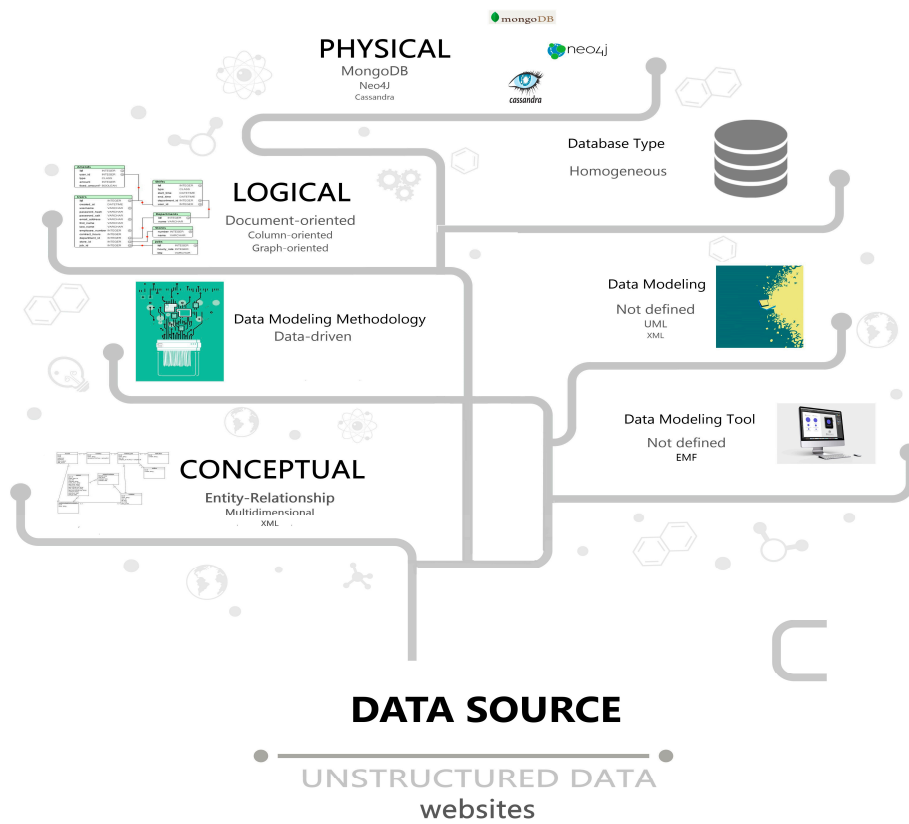 mongoDB
PHYSICAL
neo4j
MongoDB
Neo4J
Cassandra
cassandra
Database Type
Homogeneous
LOGICAL
Document-oriented
Column-oriented
Graph-oriented
Data Modeling
Not defined
UML
XML
Data Modeling Methodology
Data-driven
Data Modeling Tool
Not defined
EMF
CONCEPTUAL
Entity-Relationship
Multidimensional
XML
DATA SOURCE
UNSTRUCTURED DATA
websites